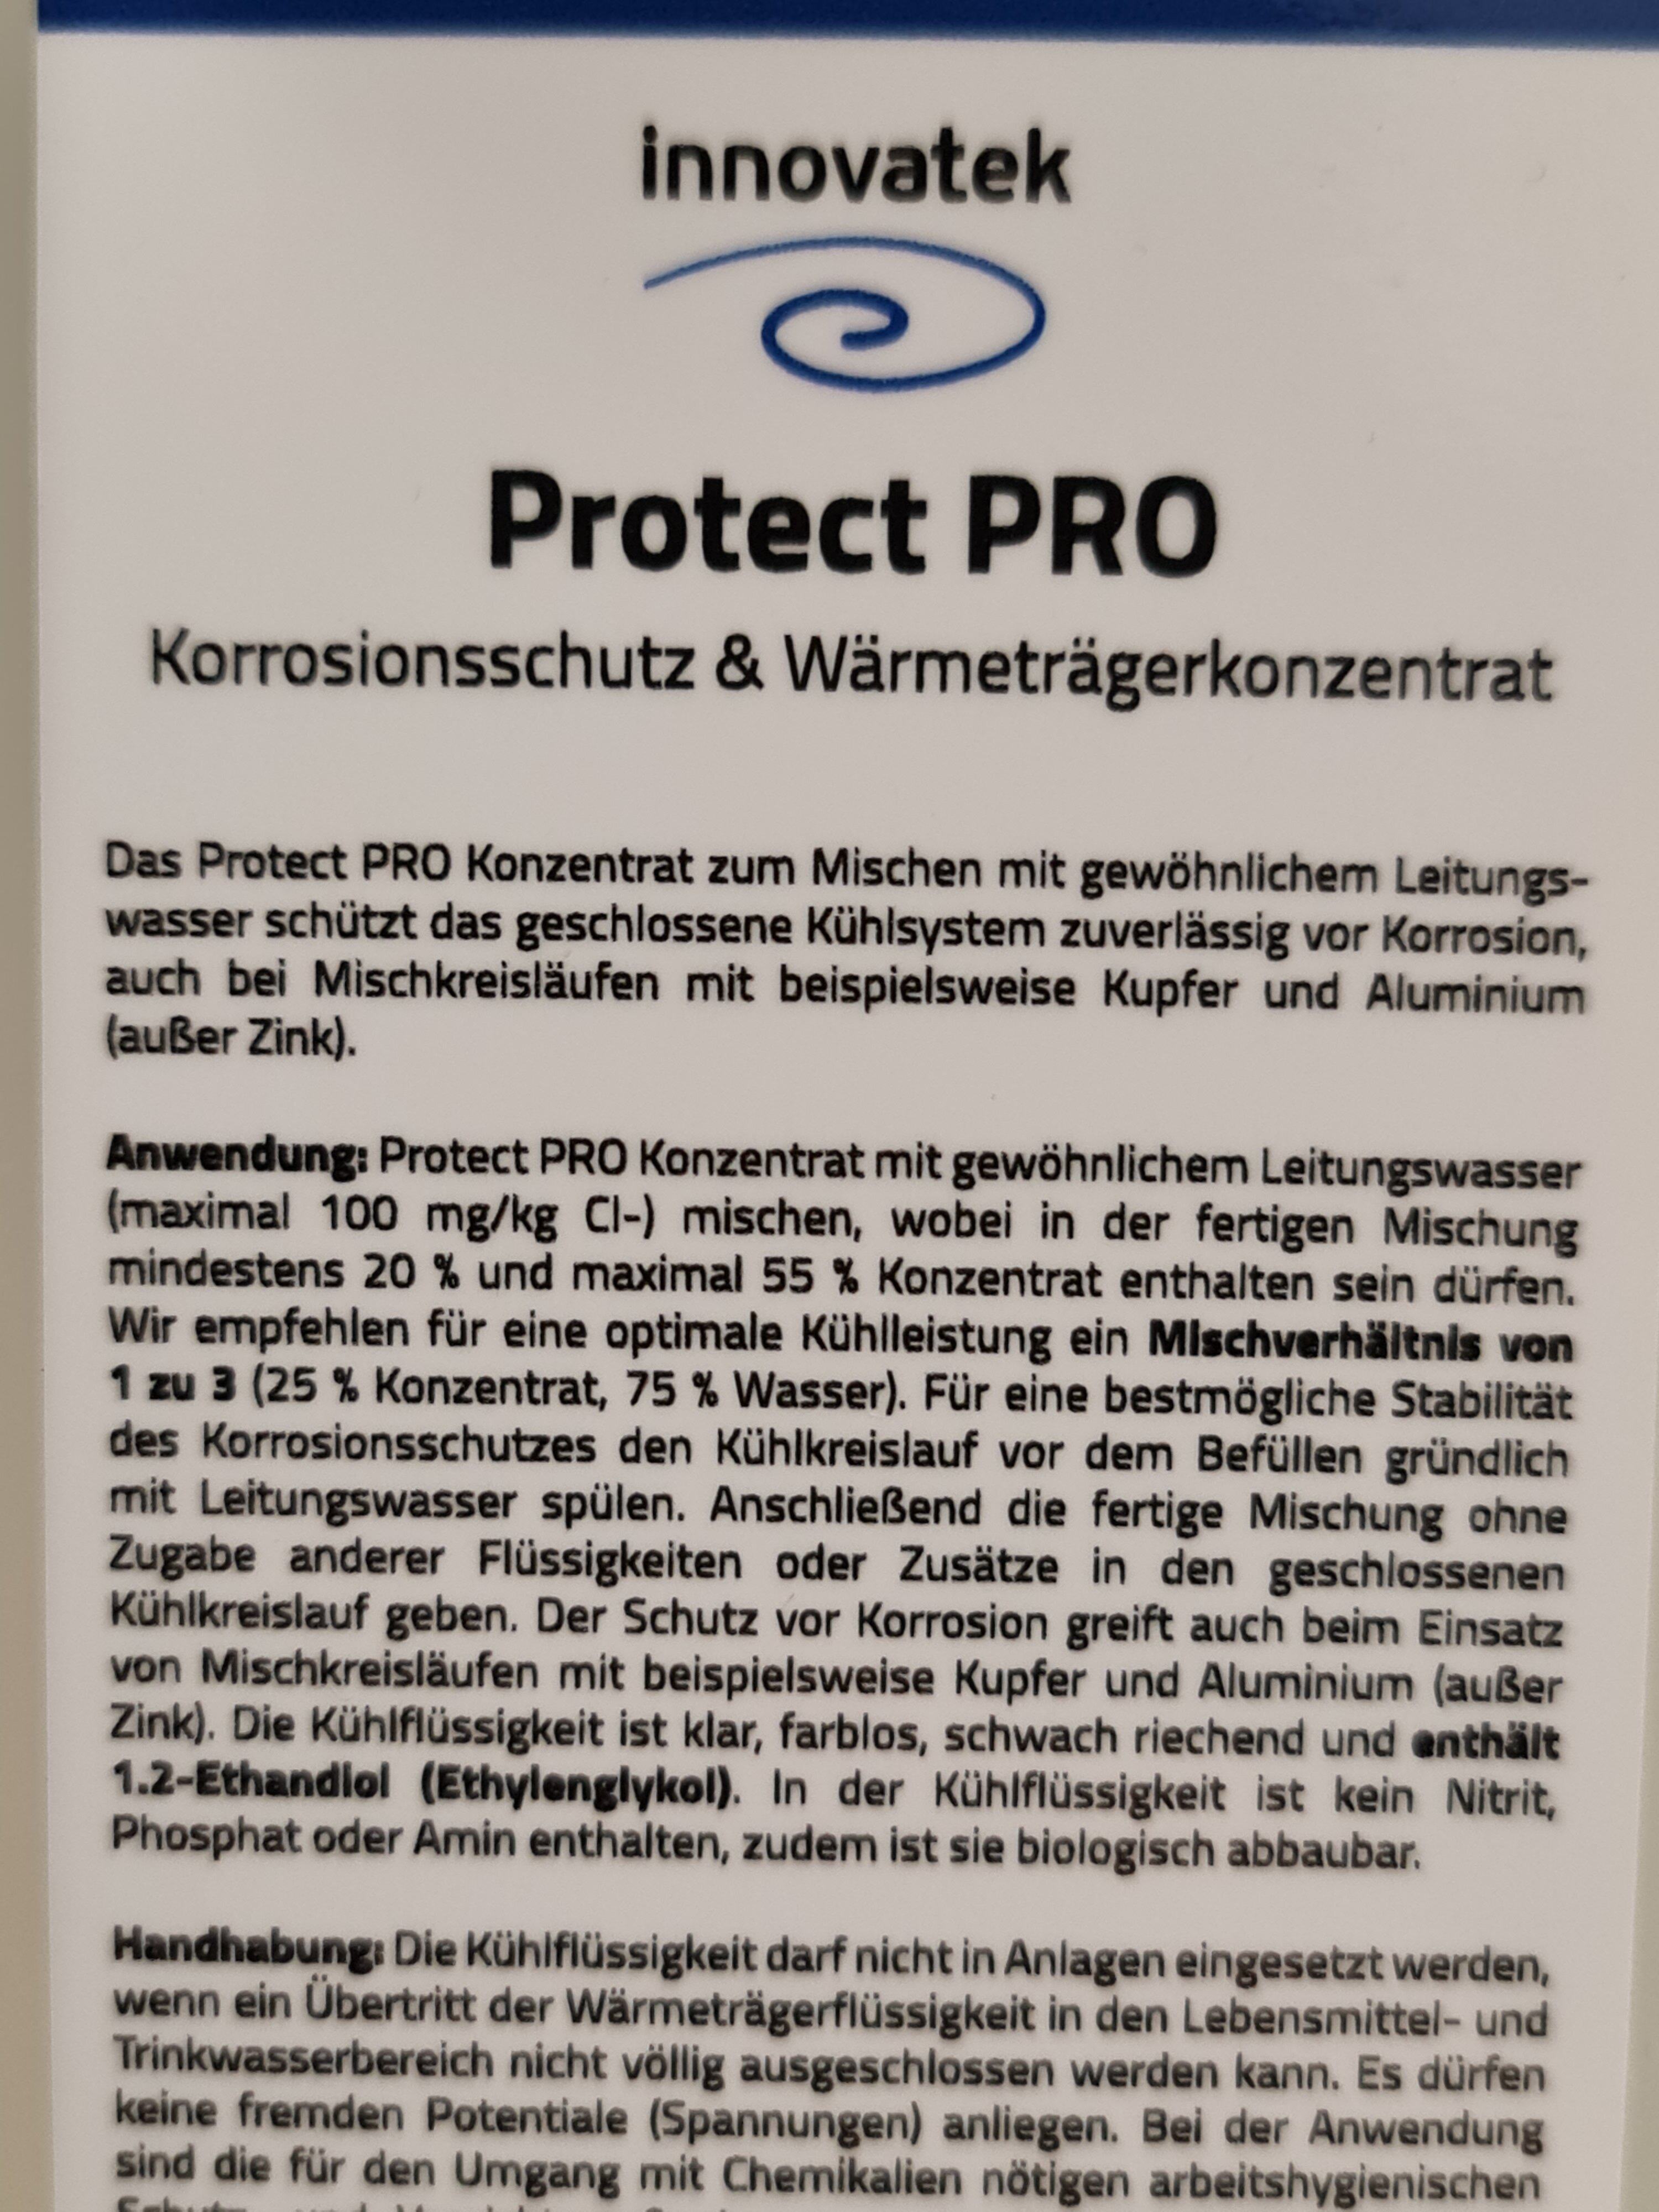 innovatek
Protect PRO
Korrosionsschutz & Wärmeträgerkonzentrat
Das Protect PRO Konzentrat zum Mischen mit gewöhnlichem Leitungs-
wasser schützt das geschlossene Kühlsystem zuverlässig vor Korrosion,
auch bei Mischkreisläufen mit beispielsweise Kupfer und Aluminium
(außer Zink).
Anwendung: Protect PRO Konzentrat mit gewöhnlichem Leitungswasser
(maximal 100 mg/kg Cl-) mischen, wobei in der fertigen Mischung
mindestens 20 % und maximal 55 % Konzentrat enthalten sein dürfen.
Wir empfehlen für eine optimale Kühlleistung ein Mischverhältnis von
1 zu 3 (25 % Konzentrat, 75 % Wasser). Für eine bestmögliche Stabilität
des Korrosionsschutzes den Kühlkreislauf vor dem Befüllen gründlich
mit Leitungswasser spülen. Anschließend die fertige Mischung ohne
Zugabe anderer Flüssigkeiten oder Zusätze in den geschlossenen
Kühlkreislauf geben. Der Schutz vor Korrosion greift auch beim Einsatz
von Mischkreisläufen mit beispielsweise Kupfer und Aluminium (außer
Zink). Die Kühlflüssigkeit ist klar, farblos, schwach riechend und enthält
1.2-Ethandiol (Ethylenglykol). In der Kühlflüssigkeit ist kein Nitrit,
Phosphat oder Amin enthalten, zudem ist sie biologisch abbaubar.
Handhabung: Die Kühlflüssigkeit darf nicht in Anlagen eingesetzt werden,
wenn ein Übertritt der Wärmeträgerflüssigkeit in den Lebensmittel- und
Trinkwasserbereich nicht völlig ausgeschlossen werden kann. Es dürfen
keine fremden Potentiale (Spannungen) anliegen. Bei der Anwendung
sind die für den Umgang mit Chemikalien nötigen arbeitshygienischen